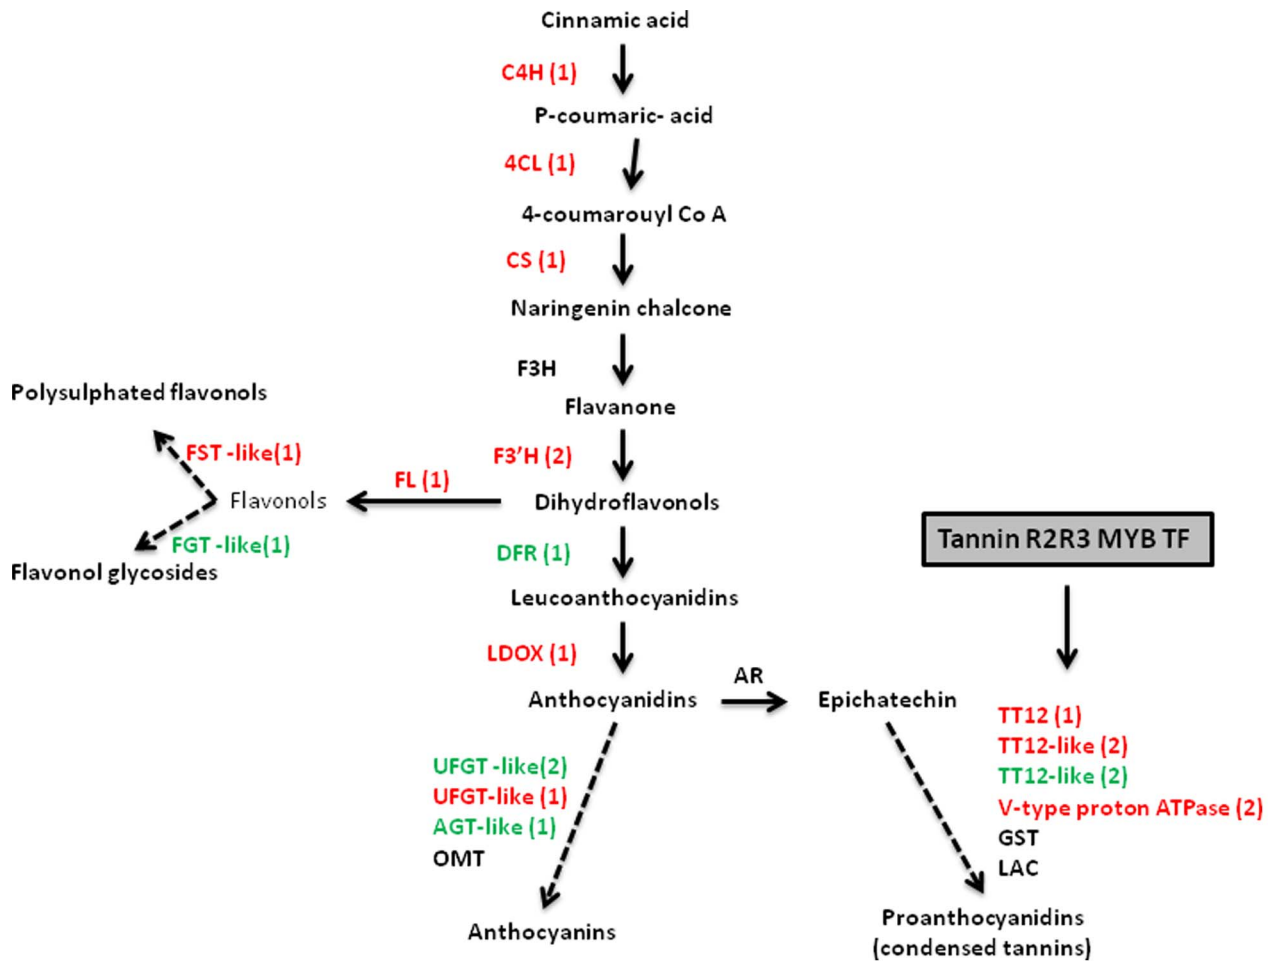 Cinnamic acid
C4H (1)
P-coumaric- acid
4CL (1)
4-coumarouyl Co A
CS (1)
Naringenin chalcone
F3H
Flavanone
Polysulphated flavonols
FST -like(1)
F3’H (2)
FL (1)
Flavonols
Dihydroflavonols
FGT -like(1)
Flavonol glycosides
DFR (1)
Tannin R2R3 MYB TF
Leucoanthocyanidins
LDOX (1)
Anthocyanidins
AR
Epichatechin
TT12 (1)
TT12-like (2)
TT12-like (2)
V-type proton ATPase (2)
GST
LAC
UFGT -like(2)
UFGT-like (1)
AGT-like (1)
OMT
Anthocyanins
Proanthocyanidins
(condensed tannins)